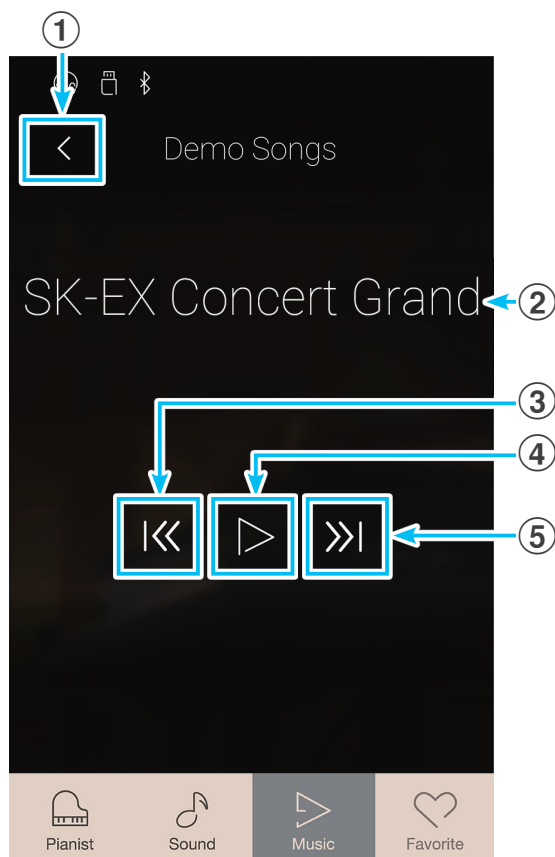 ①
Demo Songs
SK-EX Concert Grand
②
③
④
⑤
Pianist Sound Music Favorite